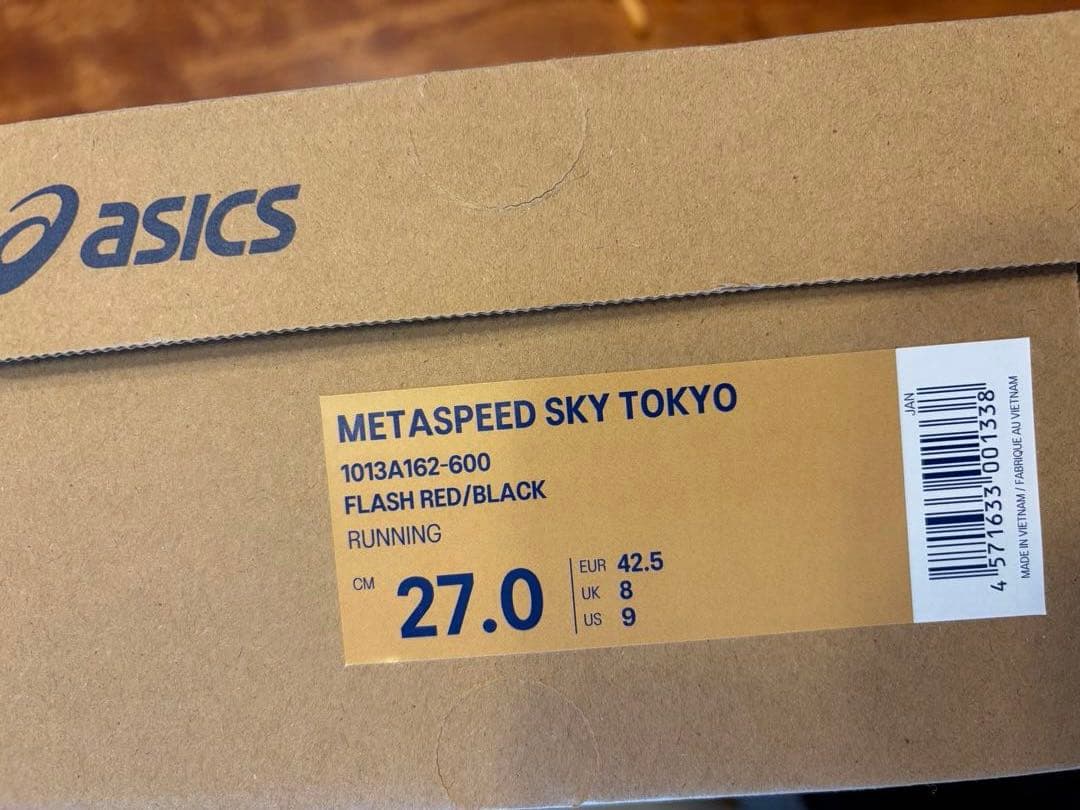 asics
METASPEED SKY TOKYO
1013A162-600
FLASH RED/BLACK
RUNNING
CM 27.0
EUR 42.5
UK 8
US 9
JAN
4 571633 001338
MADE IN VIETNAM / FABRIQUE AU VIETNAM